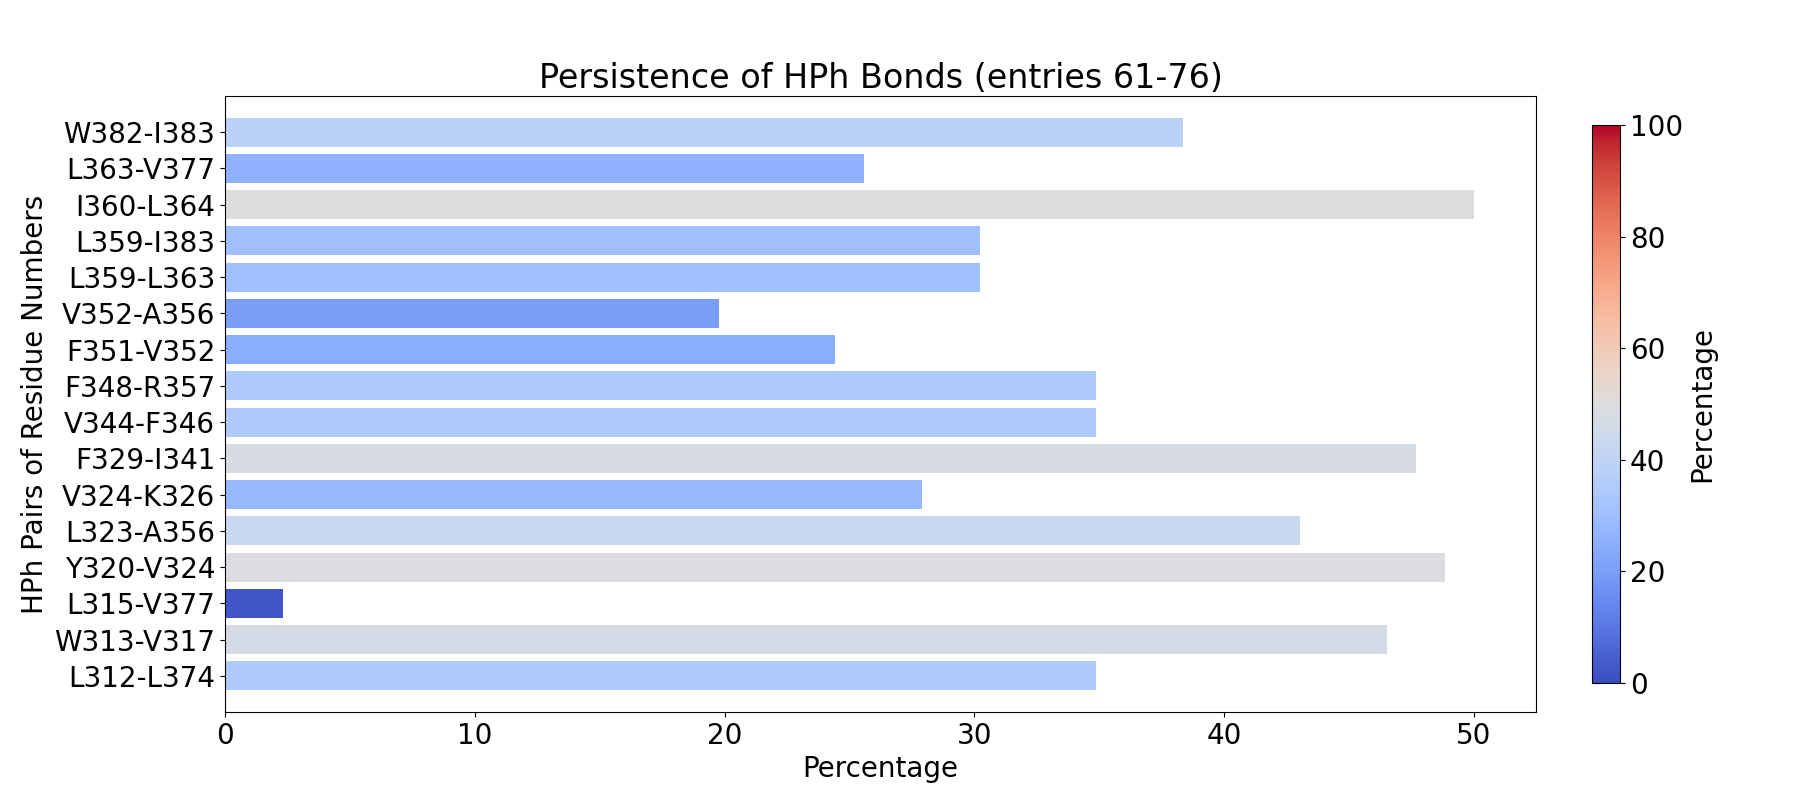 Persistence of HPh Bonds (entries 61-76)
HPh Pairs of Residue Numbers
W382-I383
L363-V377
I360-L364
L359-I383
L359-L363
V352-A356
F351-V352
F348-R357
V344-F346
F329-I341
V324-K326
L323-A356
Y320-V324
L315-V377
W313-V317
L312-L374
0 10 20 30 40 50
Percentage
100
80
60
40
20
0
Percentage